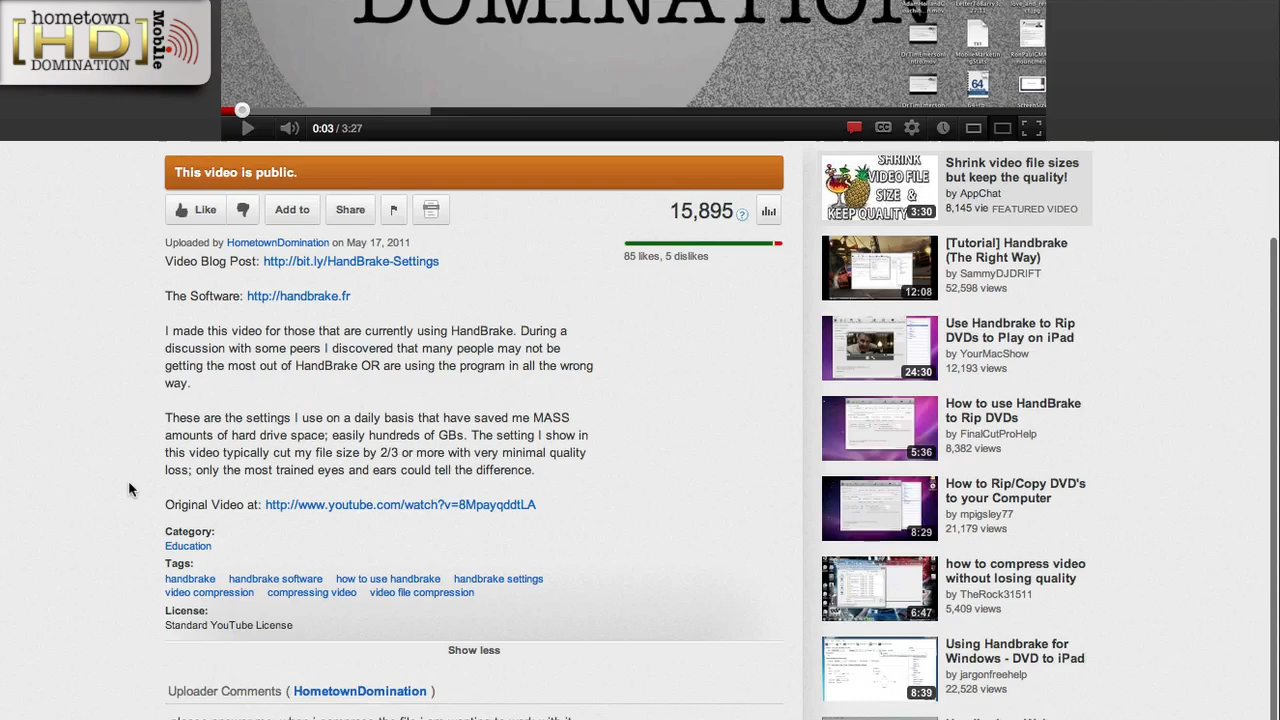 hometown
HD
DOMINATION
Mobile
DOMINATION
64
0:03 / 3:27
CC
This video is public.
Like
Add to
Share
15,895
Uploaded by HometownDomination on May 17, 2011
85 likes, 5 dislikes
Video Blog Post: http://bit.ly/HandBrake-Settings
The Software: http://handbrake.fr
I made this video for those that are currently using HandBrake. During a
discussion with some peers I discovered that many people may not be
getting the most out of HandBrake OR are using the program in all the wrong
way.
These are settings I use on a daily basis that have saved me MASS
amounts of hard drive space, easily hundreds of GBs. The setting I show in
this video typically cut my file size by 2/3 or more with very minimal quality
loss; only the most trained eyes and ears could tell the difference.
Original video at: http://www.youtube.com/watch?v=8MpayqddtLA
Category:
Education
Tags:
handbrake handbrake software how to use handbrake handbrake settings
video compression compressing video video file compression
License:
Standard YouTube License
Show less
Uploader Comments ( HometownDomination )
SHRINK
VIDEO FILE
SIZE &
KEEP QUALITY
3:30
Shrink video file sizes
but keep the quality!
by AppChat
8,145 vie FEATURED VIDEO
12:08
[Tutorial] Handbrake
(The Right Way)
by SammyDJDRIFT
52,598 views
24:30
Use Handbrake to Rip
DVDs to Play on iPad
by YourMacShow
12,193 views
5:36
How to use HandBrake
to Rip DVDs
by FinalCutProHelp
8,382 views
8:29
How to Rip/Copy DVD's
to your Computer
by mpigsley77
21,179 views
6:47
how to compress video
without losing quality
by TheRock31511
5,409 views
8:39
Using Handbrake for
Windows - DVD to iPad
by jargonfreehelp
22,528 views